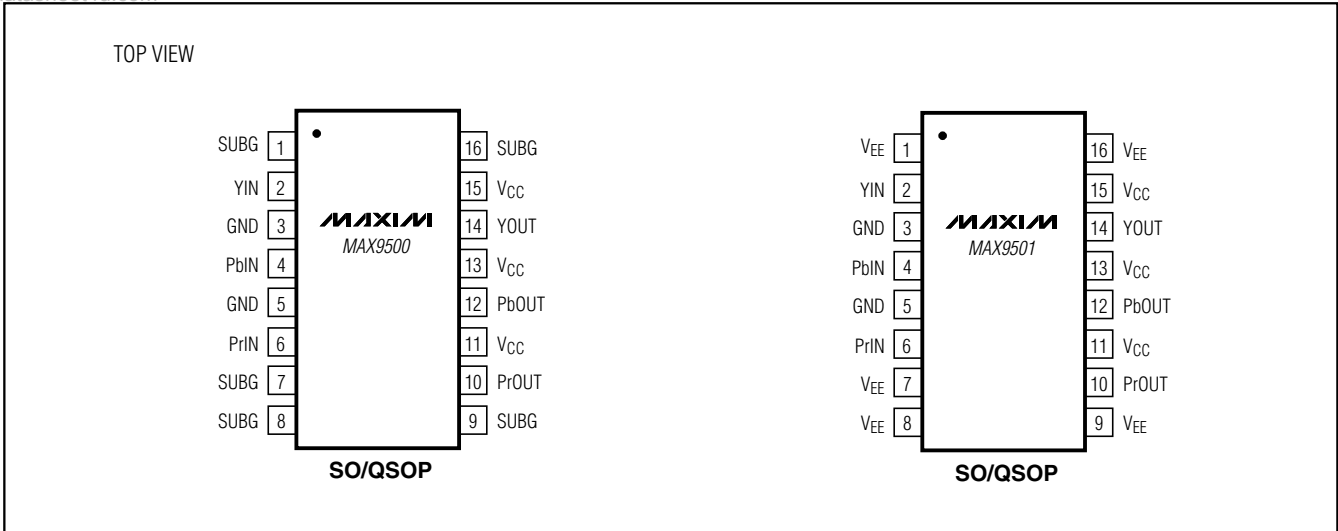 TOP VIEW
SUBG 1
YIN 2
GND 3
PbIN 4
GND 5
PrIN 6
SUBG 7
SUBG 8
MAXIM
MAX9500
16 SUBG
15 VCC
14 YOUT
13 VCC
12 PbOUT
11 VCC
10 PrOUT
9 SUBG
SO/QSOP
VEE 1
YIN 2
GND 3
PbIN 4
GND 5
PrIN 6
VEE 7
VEE 8
MAXIM
MAX9501
16 VEE
15 VCC
14 YOUT
13 VCC
12 PbOUT
11 VCC
10 PrOUT
9 VEE
SO/QSOP